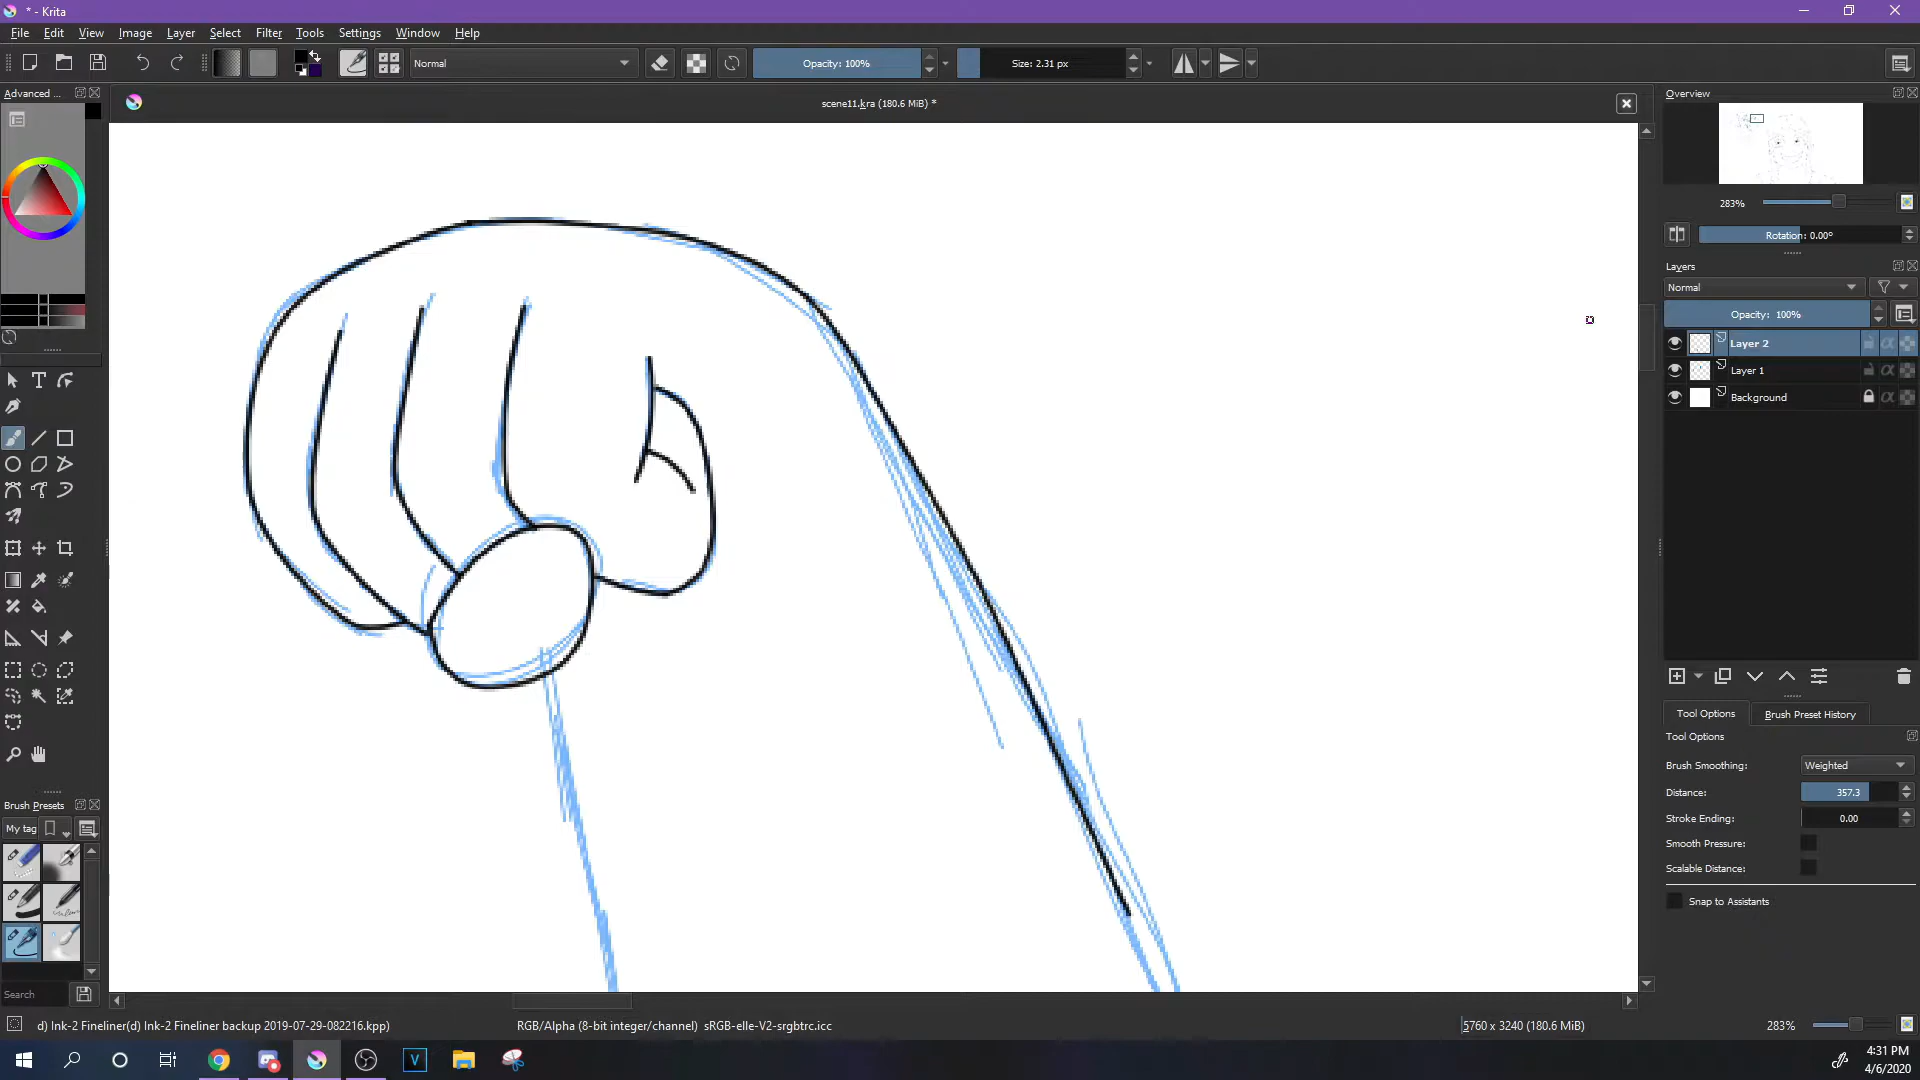 * - Krita
File Edit View Image Layer Select Filter Tools Settings Window Help
Normal Opacity: 100% Size: 2.31 px
Advanced ...
scene11.kra (180.6 MiB) *
Overview
283%
Rotation: 0.00°
Layers
Normal
Opacity: 100%
Layer 2
Layer 1
Background
Tool Options Brush Preset History
Tool Options
Brush Smoothing: Weighted
Distance: 357.3
Stroke Ending: 0.00
Smooth Pressure:
Scalable Distance:
Snap to Assistants
Brush Presets
My tag
Search
d) Ink-2 Fineliner(d) Ink-2 Fineliner backup 2019-07-29-082216.kpp)
RGB/Alpha (8-bit integer/channel) sRGB-elle-V2-srgbtrc.icc
5760 x 3240 (180.6 MiB)
283%
4:31 PM
4/6/2020